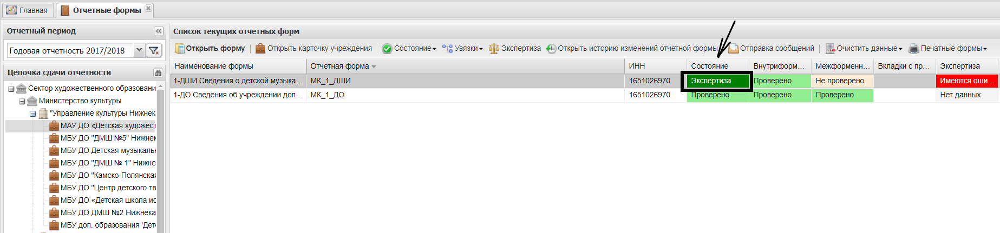 Главная
Отчетные формы
Отчетный период
Годовая отчетность 2017/2018
Цепочка сдачи отчетности
Сектор художественного образовани
Министерство культуры
"Управление культуры Нижнека
МАУ ДО «Детская художест
МБУ ДО "ДМШ №5" Нижнек
МБУ ДО Детская музыкальн
МБУ ДО "ДМШ № 1" Нижне
МБУ ДО "Камско-Полянская
МБУ ДО "Центр детского тв
МБУ ДО «Детская школа ис
МБУ ДО ДМШ №2 Нижнека
МБУ доп. образования 'Дет
Список текущих отчетных форм
Открыть форму Открыть карточку учреждения Состояние Увязки Экспертиза Открыть историю изменений отчетной формы Отправка сообщений Очистить данные Печатные формы
Наименование формы Отчетная форма ИНН Состояние Внутриформ... Межформенн... Вкладки с пр... Экспертиза
1-ДШИ Сведения о детской музыка... МК_1_ДШИ 1651026970 Экспертиза Проверено Не проверено Имеются оши...
1-ДО.Сведения об учреждении доп... МК_1_ДО 1651026970 Проверено Проверено Проверено Нет данных